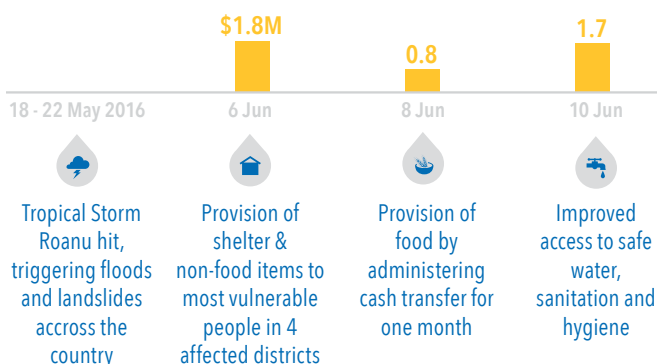 $1.8M
0.8
1.7
18 - 22 May 2016
6 Jun
8 Jun
10 Jun
Tropical Storm
Roanu hit,
triggering floods
and landslides
accross the
country
Provision of
shelter &
non-food items to
most vulnerable
people in 4
affected districts
Provision of
food by
administering
cash transfer for
one month
Improved
access to safe
water,
sanitation and
hygiene